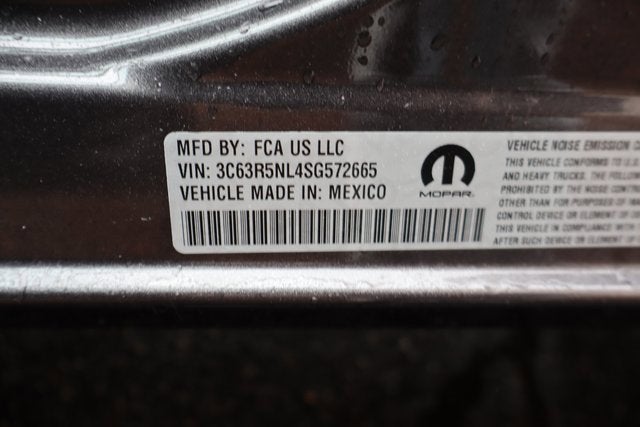 MFD BY: FCA US LLC
VIN: 3C63R5NL4SG572665
VEHICLE MADE IN: MEXICO
MOPAR
VEHICLE NOISE EMISSION
THIS VEHICLE CONFORMS TO U.S.
AND HEAVY TRUCKS. THE FOLLOW
PROHIBITED BY THE NOISE CONTR
OTHER THAN FOR PURPOSES OF
CONTROL DEVICE OR ELEMENT OF
THIS VEHICLE IN COMPLIANCE WITH
AFTER SUCH DEVICE OR ELEMENT OF